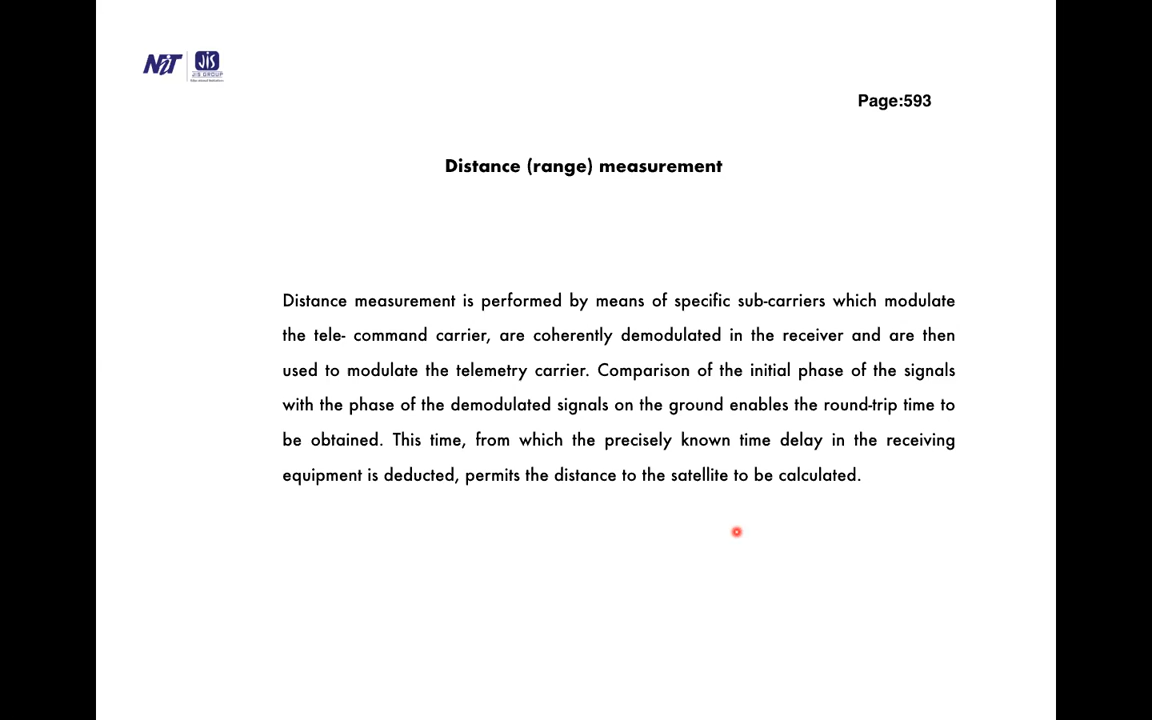 NiT JIS
JIS GROUP
Page:593
Distance (range) measurement
Distance measurement is performed by means of specific sub-carriers which modulate
the tele- command carrier, are coherently demodulated in the receiver and are then
used to modulate the telemetry carrier. Comparison of the initial phase of the signals
with the phase of the demodulated signals on the ground enables the round-trip time to
be obtained. This time, from which the precisely known time delay in the receiving
equipment is deducted, permits the distance to the satellite to be calculated.